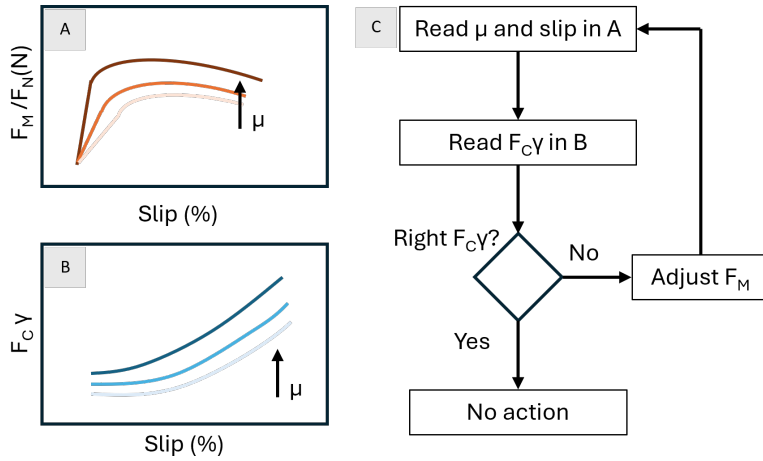 A
F_M /F_N(N)
μ
Slip (%)
B
F_C γ
μ
Slip (%)
C
Read μ and slip in A
Read F_Cγ in B
Right F_Cγ?
No
Adjust F_M
Yes
No action